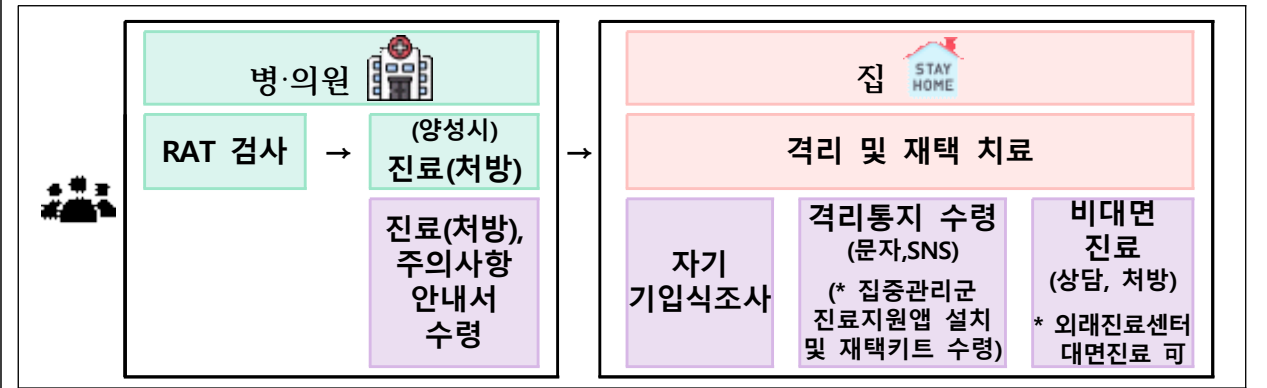 병·의원
RAT 검사
→
(양성시)
진료(처방)
진료(처방),
주의사항
안내서
수령
→
집
STAY
HOME
격리 및 재택 치료
자기
기입식조사
격리통지 수령
(문자,SNS)
(* 집중관리군
진료지원앱 설치
및 재택키트 수령)
비대면
진료
(상담, 처방)
* 외래진료센터
대면진료 可